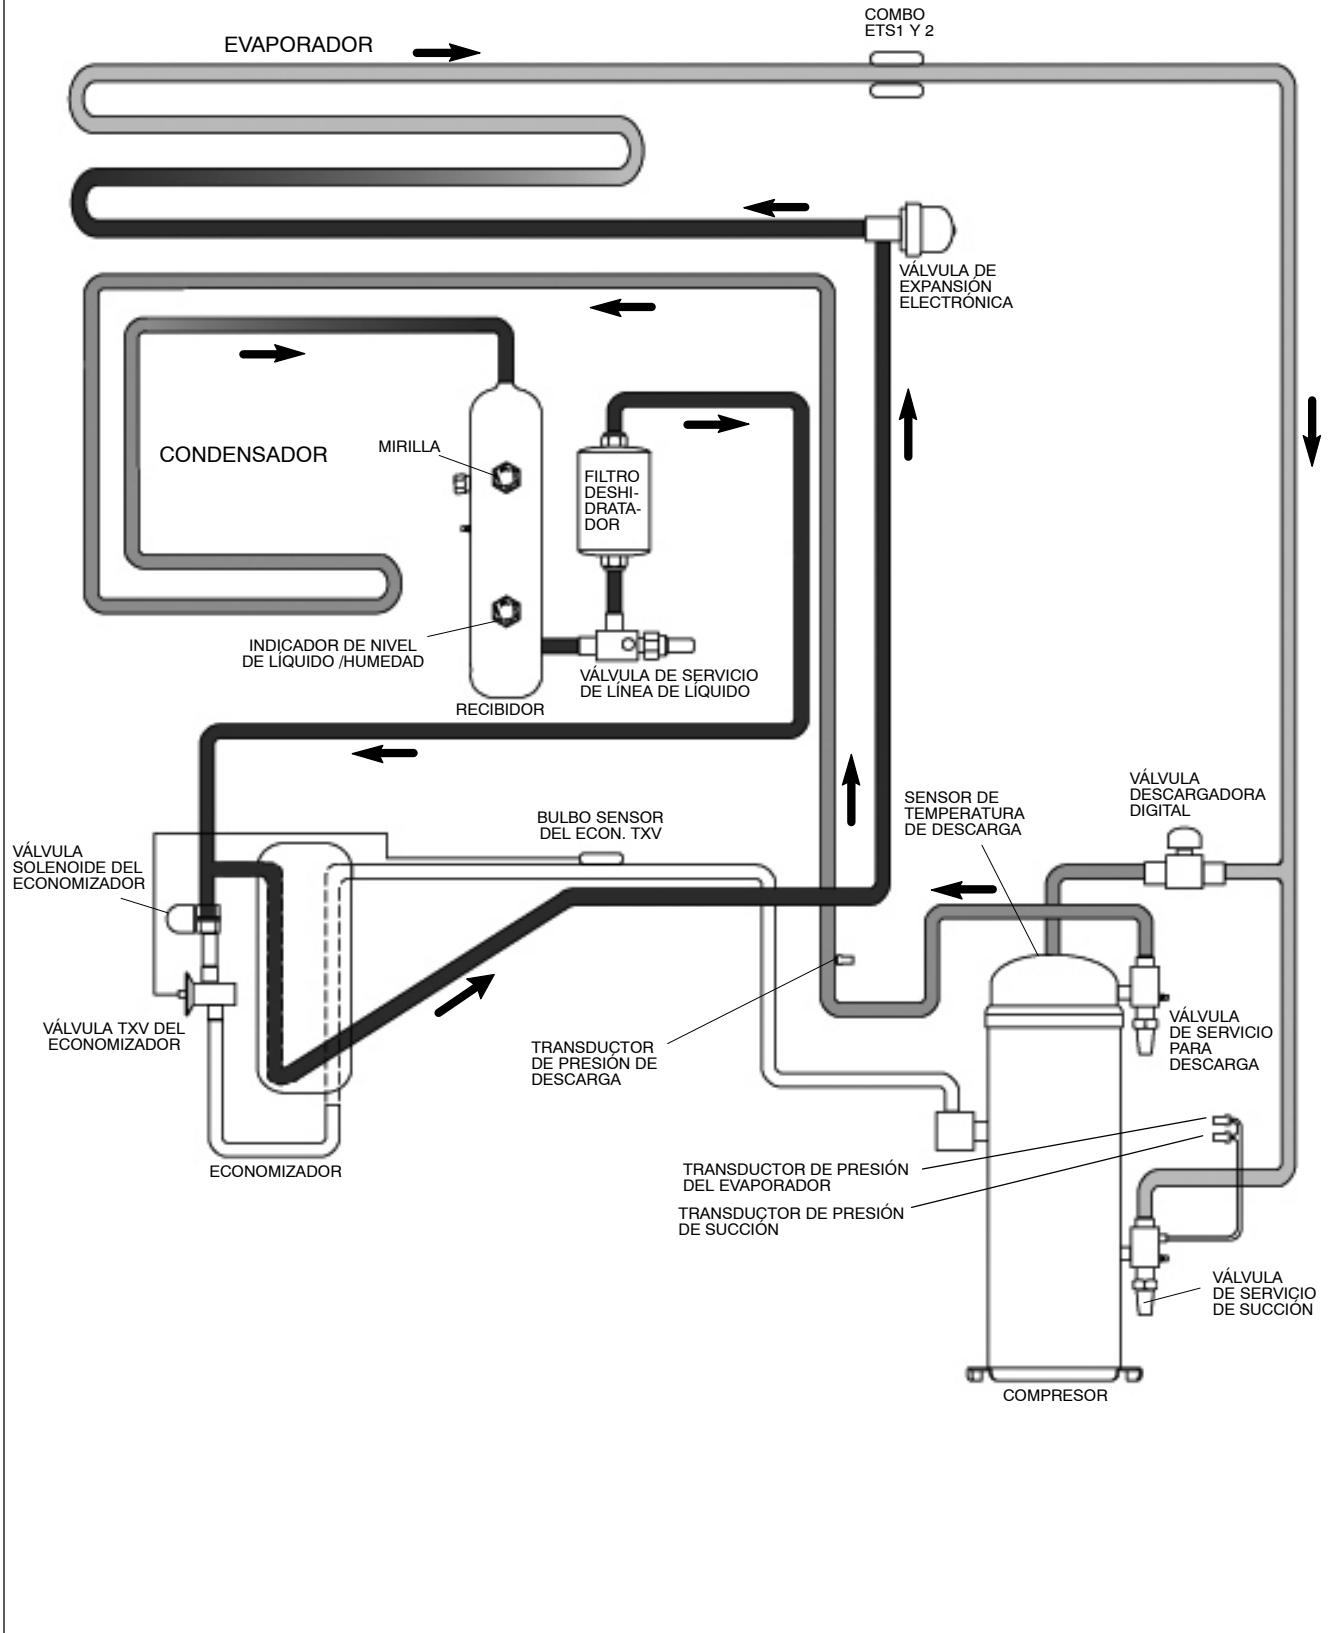 COMBO
ETS1 Y 2
EVAPORADOR
VÁLVULA DE
EXPANSIÓN
ELECTRÓNICA
CONDENSADOR
MIRILLA
FILTRO
DESHI-
DRATA-
DOR
INDICADOR DE NIVEL
DE LÍQUIDO /HUMEDAD
VÁLVULA DE SERVICIO
DE LÍNEA DE LÍQUIDO
RECIBIDOR
VÁLVULA
DESCARGADORA
DIGITAL
SENSOR DE
TEMPERATURA
DE DESCARGA
BULBO SENSOR
DEL ECON. TXV
VÁLVULA
SOLENOIDE DEL
ECONOMIZADOR
VÁLVULA TXV DEL
ECONOMIZADOR
TRANSDUCTOR
DE PRESIÓN DE
DESCARGA
VÁLVULA
DE SERVICIO
PARA
DESCARGA
ECONOMIZADOR
TRANSDUCTOR DE PRESIÓN
DEL EVAPORADOR
TRANSDUCTOR DE PRESIÓN
DE SUCCIÓN
VÁLVULA
DE SERVICIO
DE SUCCIÓN
COMPRESOR